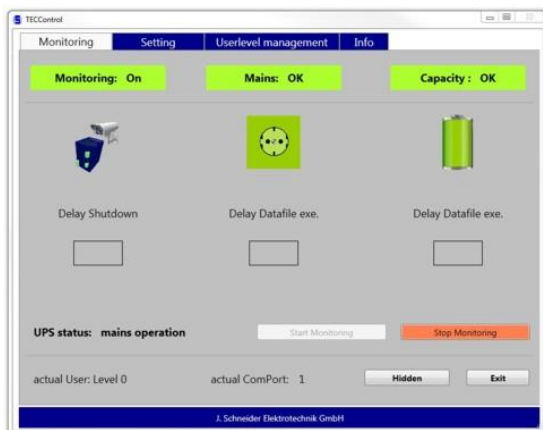 TECControl
Monitoring Setting Userlevel management Info
Monitoring: On Mains: OK Capacity : OK
Delay Shutdown Delay Datafile exe. Delay Datafile exe.
UPS status: mains operation Start Monitoring Stop Monitoring
actual User: Level 0 actual ComPort: 1 Hidden Exit
J. Schneider Elektrotechnik GmbH